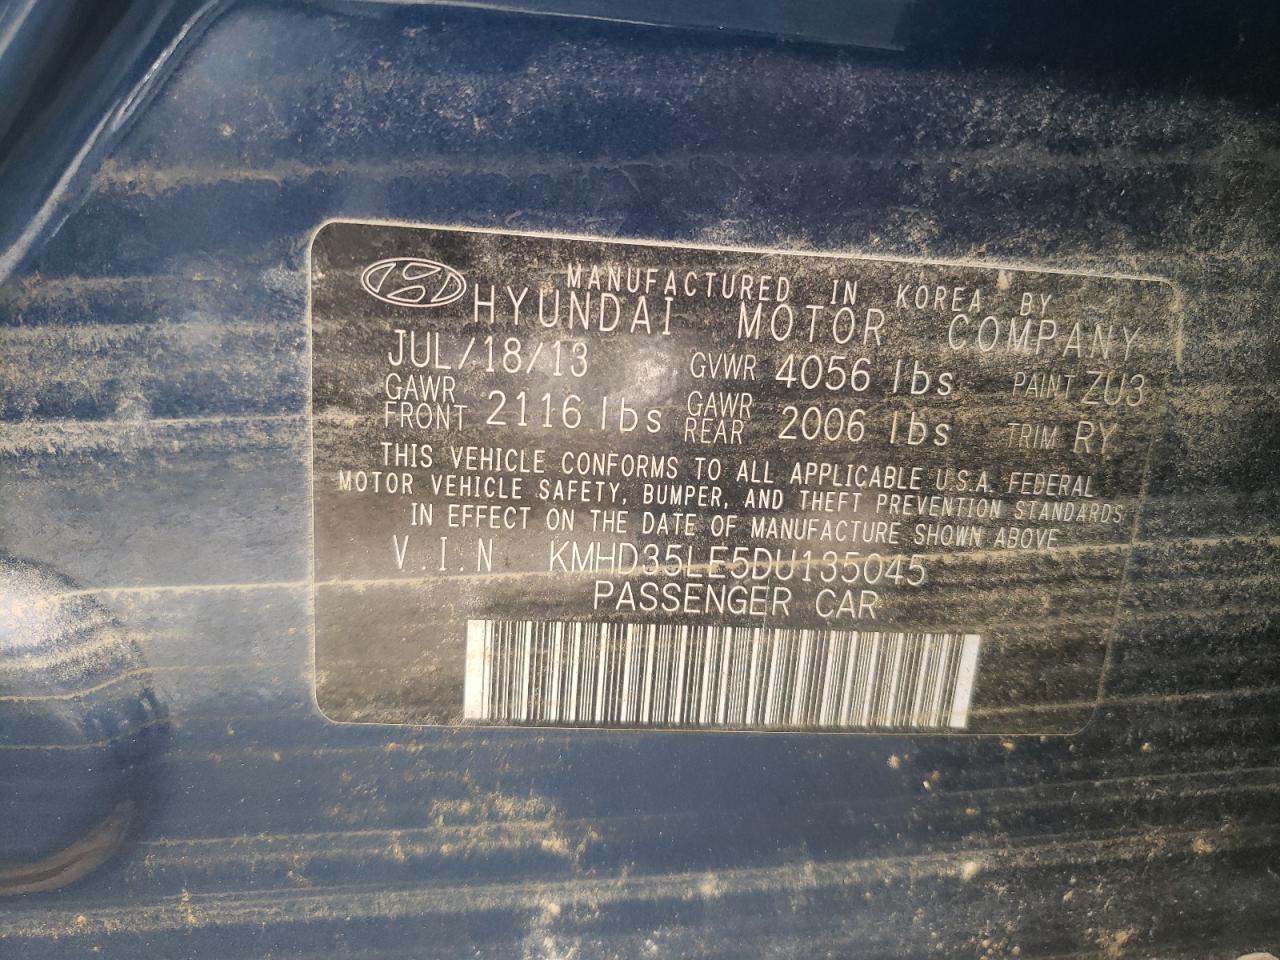 MANUFACTURED IN KOREA BY
HYUNDAI MOTOR COMPANY
JUL/18/13 GVWR 4056 lbs PAINT ZU3
GAWR FRONT 2116 lbs GAWR REAR 2006 lbs TRIM RY
THIS VEHICLE CONFORMS TO ALL APPLICABLE U.S.A. FEDERAL
MOTOR VEHICLE SAFETY, BUMPER, AND THEFT PREVENTION STANDARDS
IN EFFECT ON THE DATE OF MANUFACTURE SHOWN ABOVE
V.I.N KMHD35LE5DU135045
PASSENGER CAR